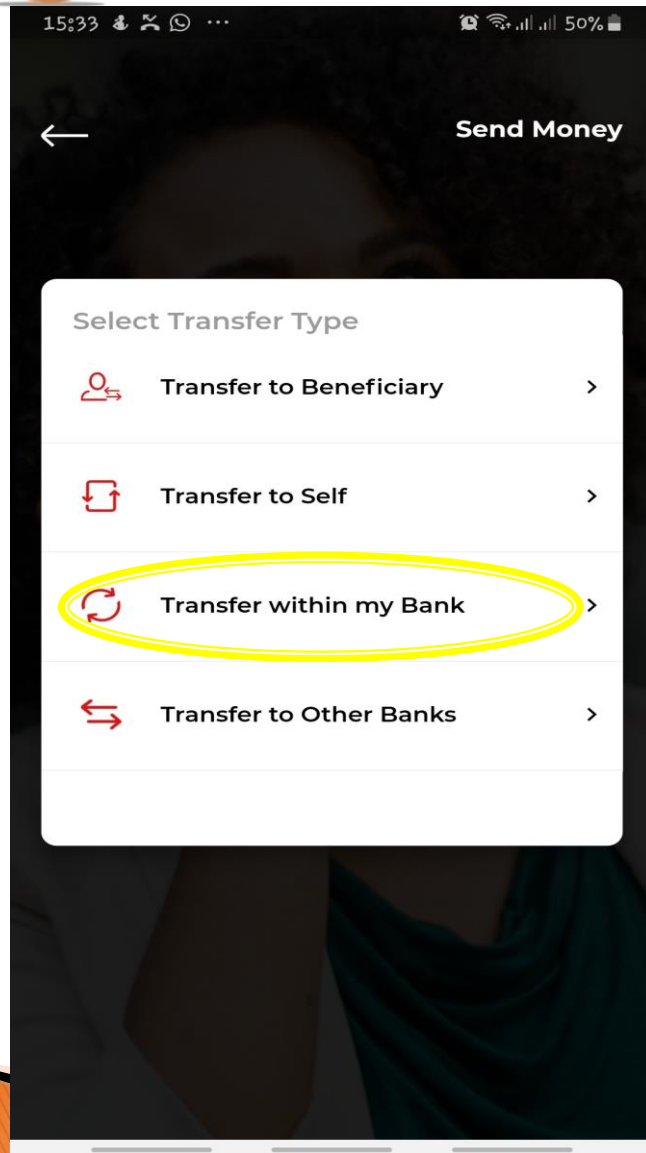 15:33 ... 50%
Send Money
Select Transfer Type
Transfer to Beneficiary
Transfer to Self
Transfer within my Bank
Transfer to Other Banks